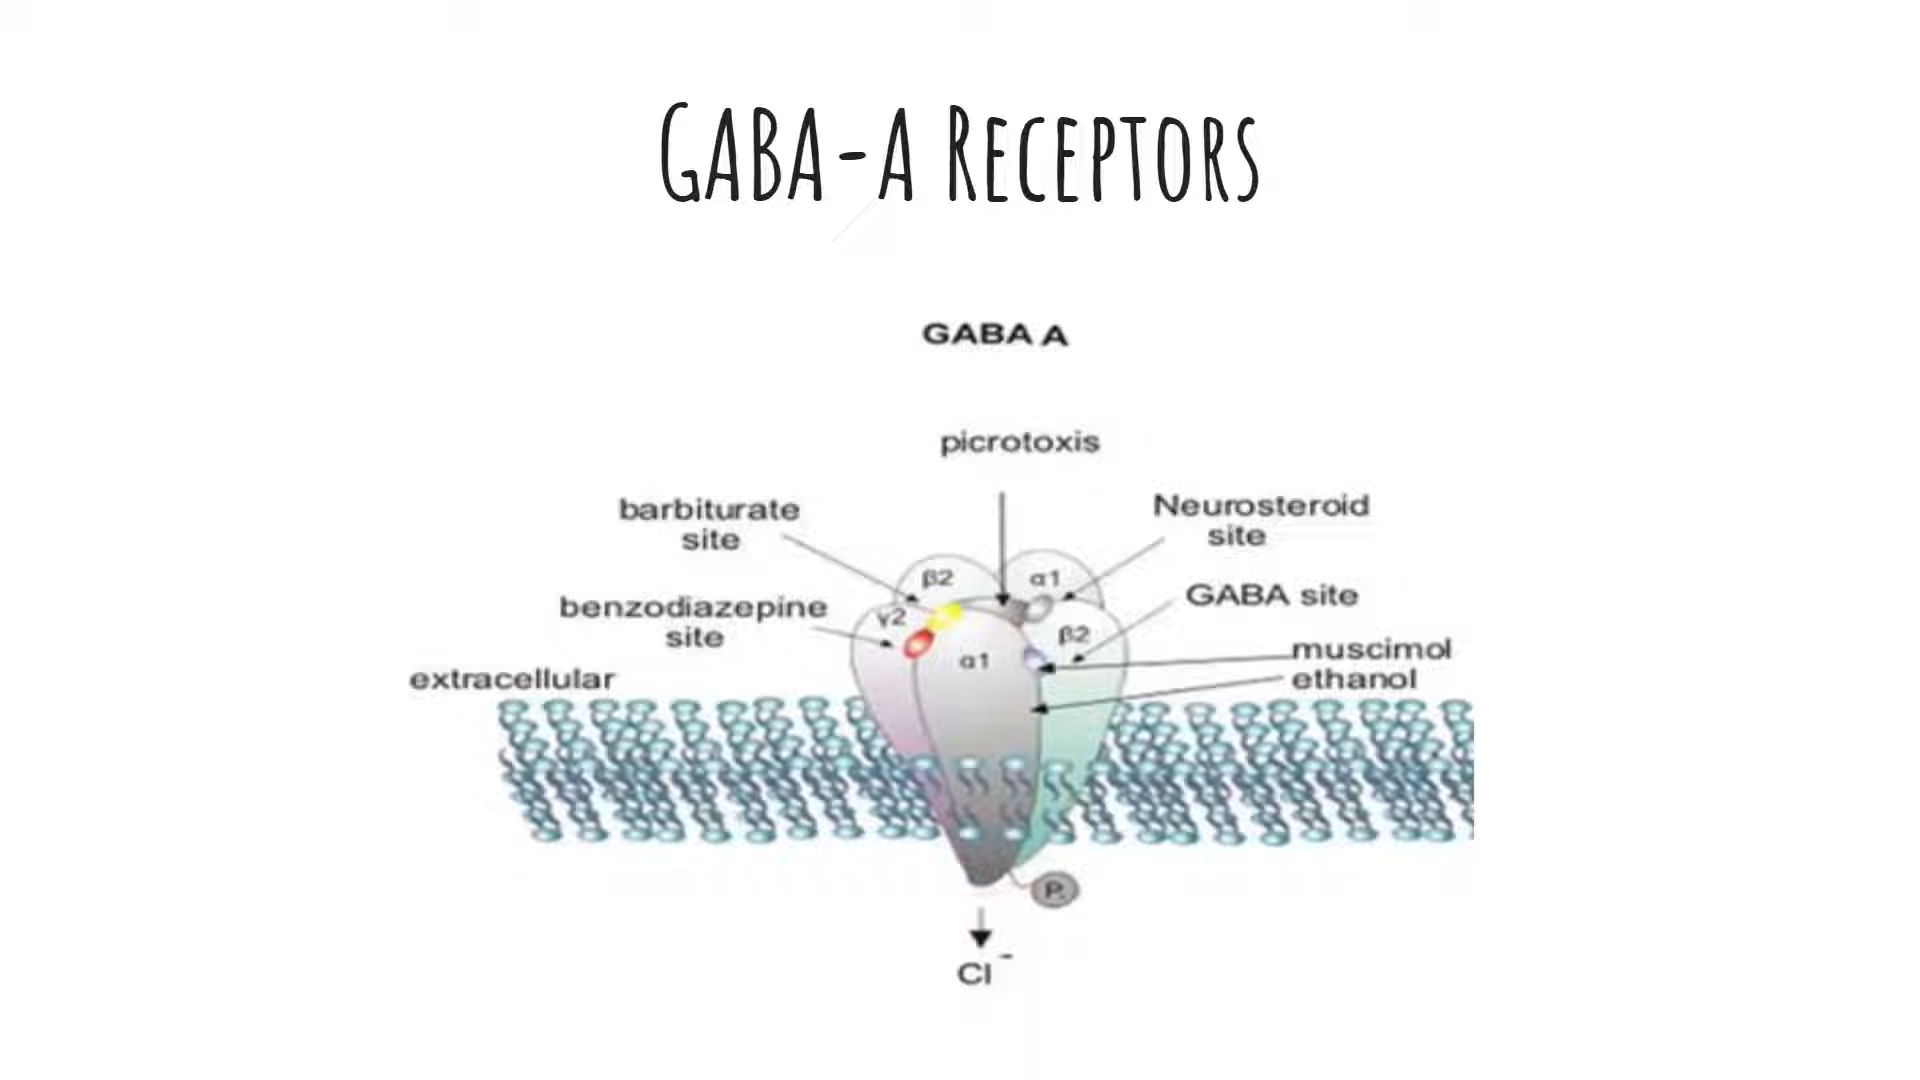 GABA-A RECEPTORS
GABA A
picrotoxis
barbiturate
site
Neurosteroid
site
benzodiazepine
site
GABA site
muscimol
ethanol
extracellular
β2
α1
γ2
β2
α1
P
Cl -